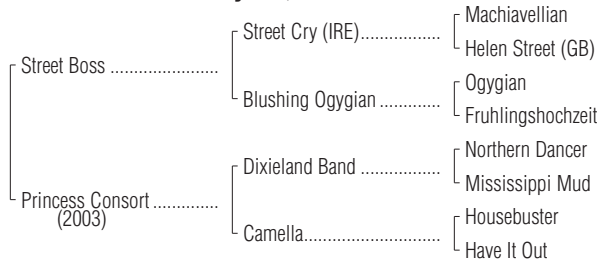 Machiavellian
Street Cry (IRE)..................
Helen Street (GB)
Street Boss ........................
Ogygian
Blushing Ogygian .............
Fruhlingshochzeit
Northern Dancer
Dixieland Band ..................
Mississippi Mud
Princess Consort ..............
(2003)
Housebuster
Camella..............................
Have It Out